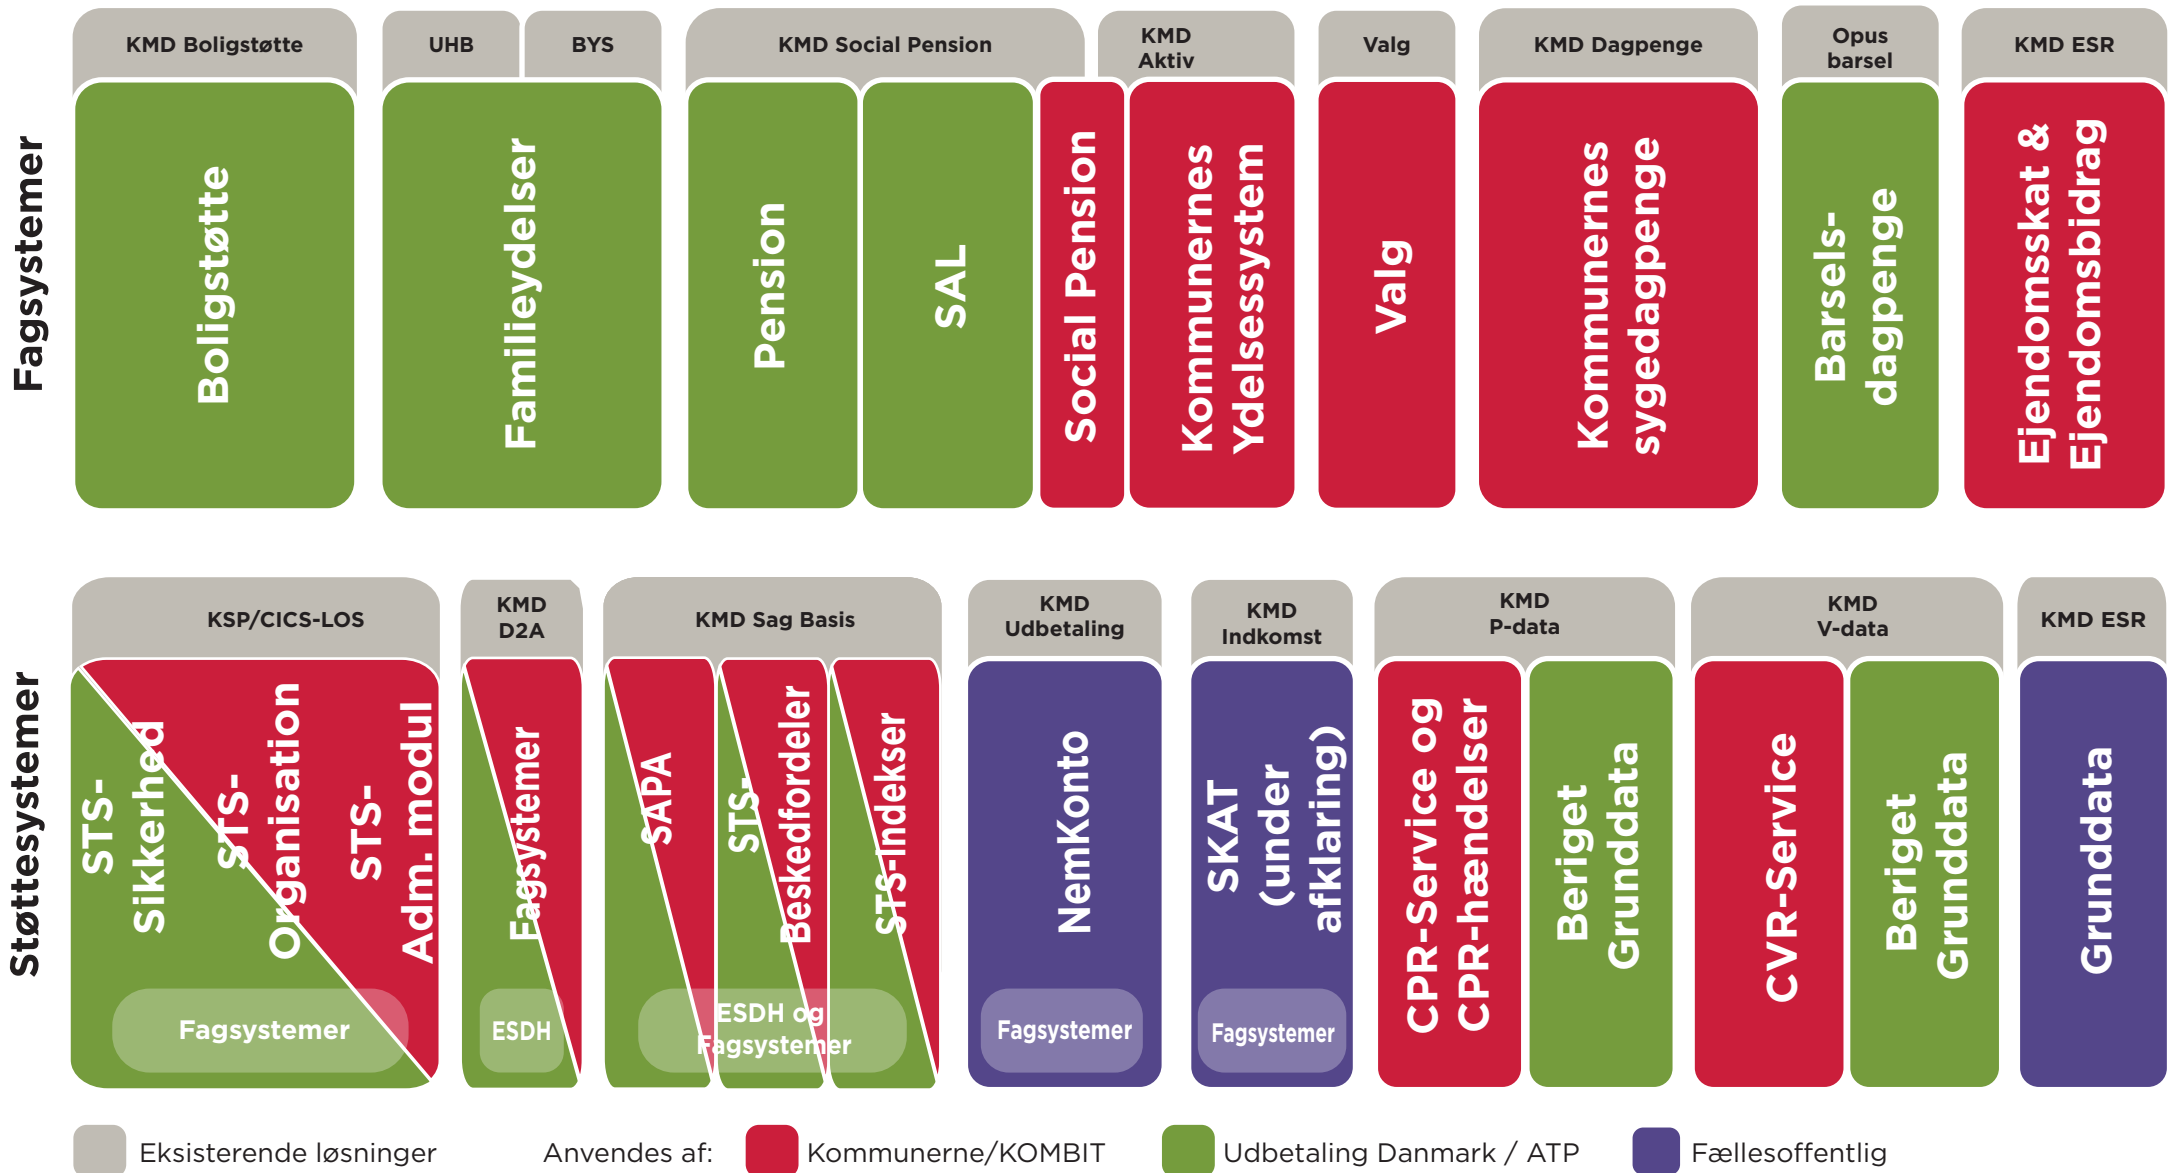 Fagsystemer
KMD Boligstøtte
Boligstøtte
UHB
BYS
Familieydelser
KMD Social Pension
Pension
SAL
Social Pension
KMD
Aktiv
Kommunernes
Ydelsessystem
Valg
Valg
KMD Dagpenge
Kommunernes
sygedagpenge
Opus
barsel
Barsels-
dagpenge
KMD ESR
Ejendomsskat &
Ejendomsbidrag
Støttesystemer
KSP/CICS-LOS
STS-
Sikkerhed
STS-
Organisation
STS-
Adm. modul
Fagsystemer
KMD
D2A
Fagsystemer
ESDH
KMD Sag Basis
SAPA
STS-
Beskedfordeler
STS-Indekser
ESDH og
Fagsystemer
KMD
Udbetaling
NemKonto
Fagsystemer
KMD
Indkomst
SKAT
(under
afklaring)
Fagsystemer
KMD
P-data
CPR-Service og
CPR-hændelser
Beriget
Grunddata
KMD
V-data
CVR-Service
Beriget
Grunddata
KMD ESR
Grunddata
Eksisterende løsninger
Anvendes af:
Kommunerne/KOMBIT
Udbetaling Danmark / ATP
Fællesoffentlig